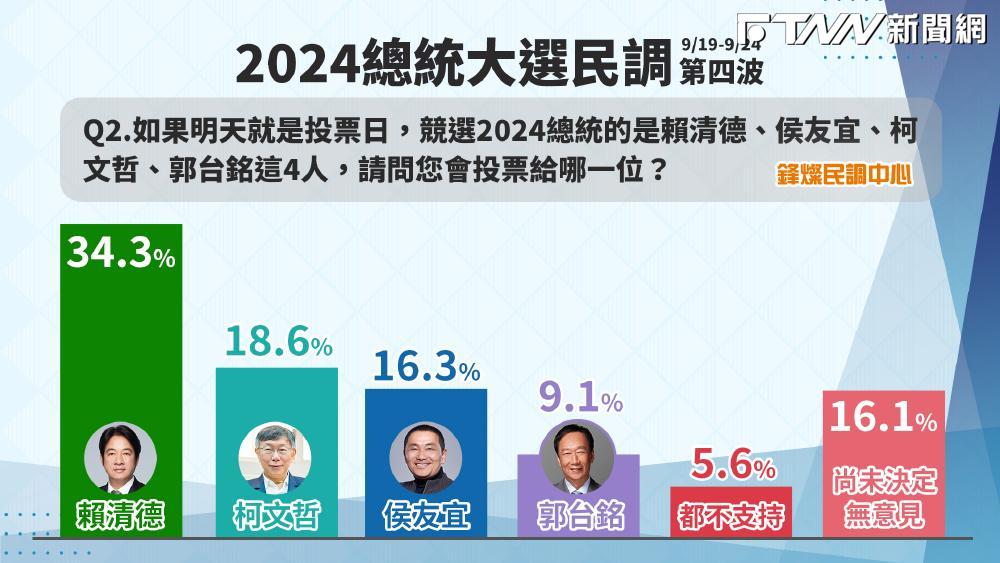 FTNN 新聞網
2024總統大選民調
9/19-9/24
第四波
Q2.如果明天就是投票日，競選2024總統的是賴清德、侯友宜、柯
文哲、郭台銘這4人，請問您會投票給哪一位？
鋒燦民調中心
34.3%
18.6%
16.3%
9.1%
5.6%
16.1%
賴清德
柯文哲
侯友宜
郭台銘
都不支持
尚未決定
無意見